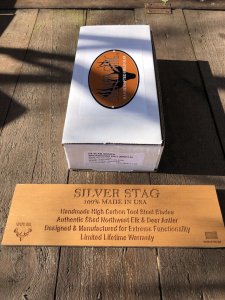 SILVER STAG
100% MADE IN USA
Handmade High Carbon Tool Steel Blades
Authentic Shed Northwest Elk & Deer Antler
Designed & Manufactured for Extreme Functionality
Limited Lifetime Warranty